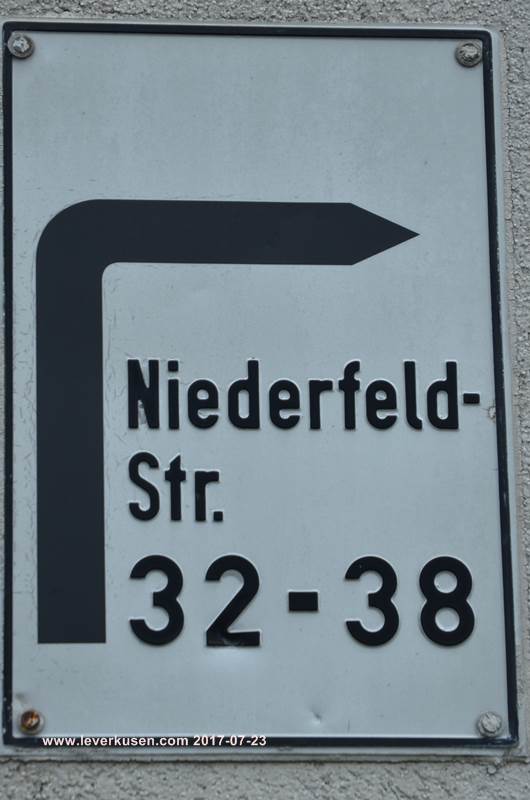 Niederfeld-
Str.
32-38
www.leverkusen.com 2017-07-23